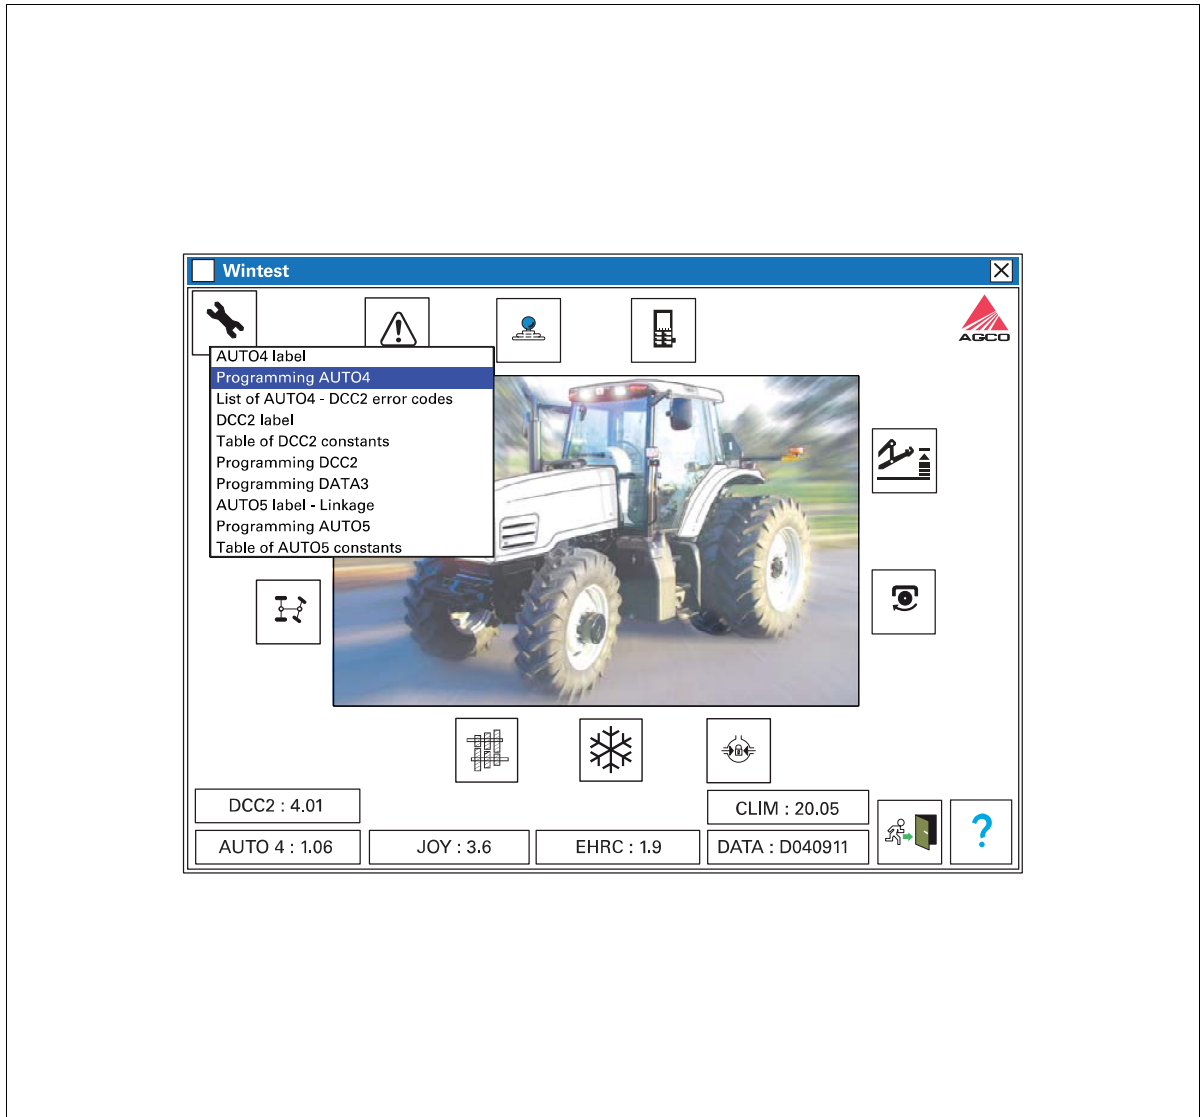 Wintest
AGCO
AUTO4 label
Programming AUTO4
List of AUTO4 - DCC2 error codes
DCC2 label
Table of DCC2 constants
Programming DCC2
Programming DATA3
AUTO5 label - Linkage
Programming AUTO5
Table of AUTO5 constants
DCC2 : 4.01
CLIM : 20.05
AUTO 4 : 1.06
JOY : 3.6
EHRC : 1.9
DATA : D040911
?